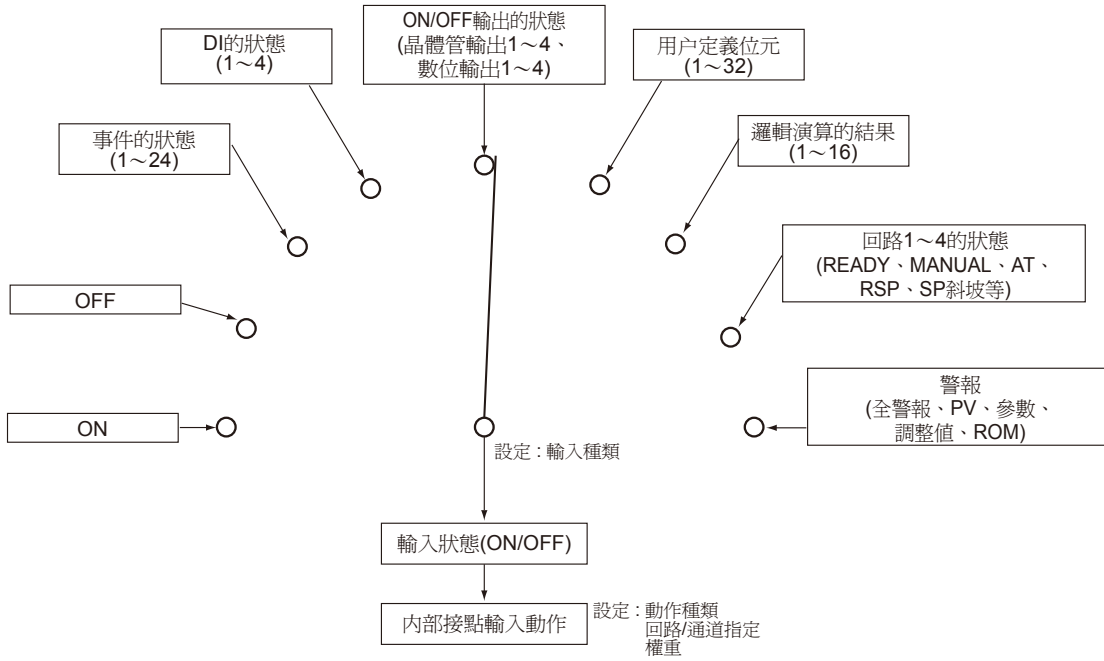 ON/OFF輸出的狀態
(晶體管輸出1～4、
數位輸出1～4)
DI的狀態
(1～4)
用户定義位元
(1～32)
事件的狀態
(1～24)
邏輯演算的結果
(1～16)
回路1～4的狀態
(READY、MANUAL、AT、
RSP、SP斜坡等)
OFF
警報
(全警報、PV、參數、
調整值、ROM)
ON
設定 : 輸入種類
輸入狀態(ON/OFF)
内部接點輸入動作
設定 : 動作種類
回路/通道指定
權重